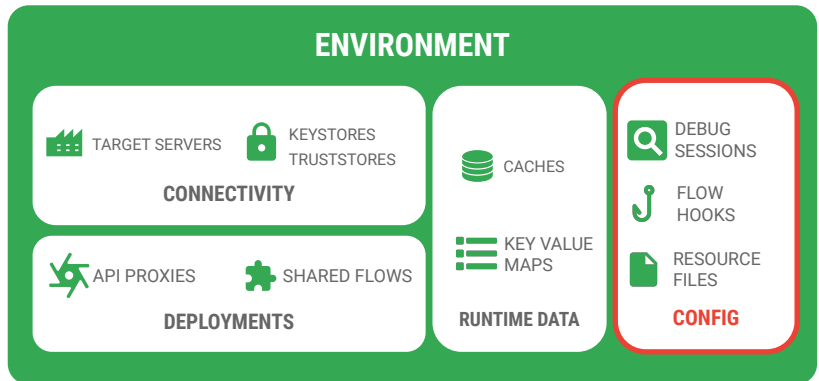 ENVIRONMENT
TARGET SERVERS
KEYSTORES
TRUSTSTORES
CONNECTIVITY
API PROXIES
SHARED FLOWS
DEPLOYMENTS
CACHES
KEY VALUE
MAPS
RUNTIME DATA
DEBUG
SESSIONS
FLOW
HOOKS
RESOURCE
FILES
CONFIG